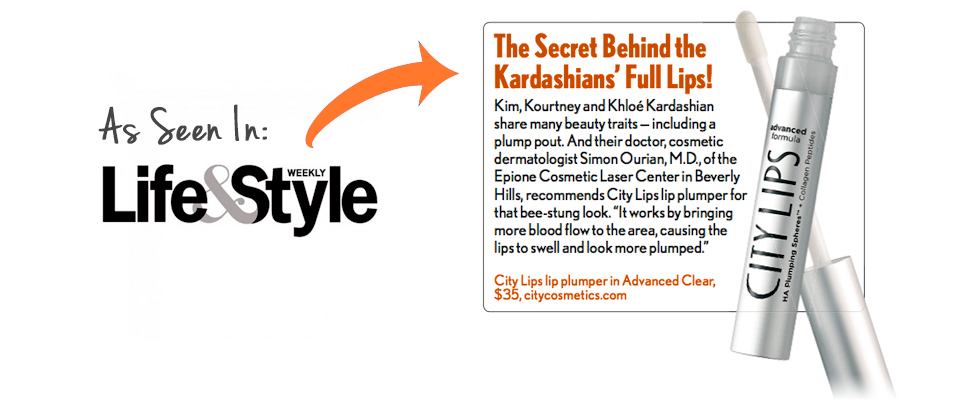 As Seen In:
Life&Style
WEEKLY
The Secret Behind the
Kardashians' Full Lips!
Kim, Kourtney and Khloé Kardashian
share many beauty traits — including a
plump pout. And their doctor, cosmetic
dermatologist Simon Ourian, M.D., of the
Epione Cosmetic Laser Center in Beverly
Hills, recommends City Lips lip plumper for
that bee-stung look. “It works by bringing
more blood flow to the area, causing the
lips to swell and look more plumped.”
City Lips lip plumper in Advanced Clear,
$35, citycosmetics.com
advanced
formula
CITY LIPS
HA Plumping Spheres™ + Collagen Peptides